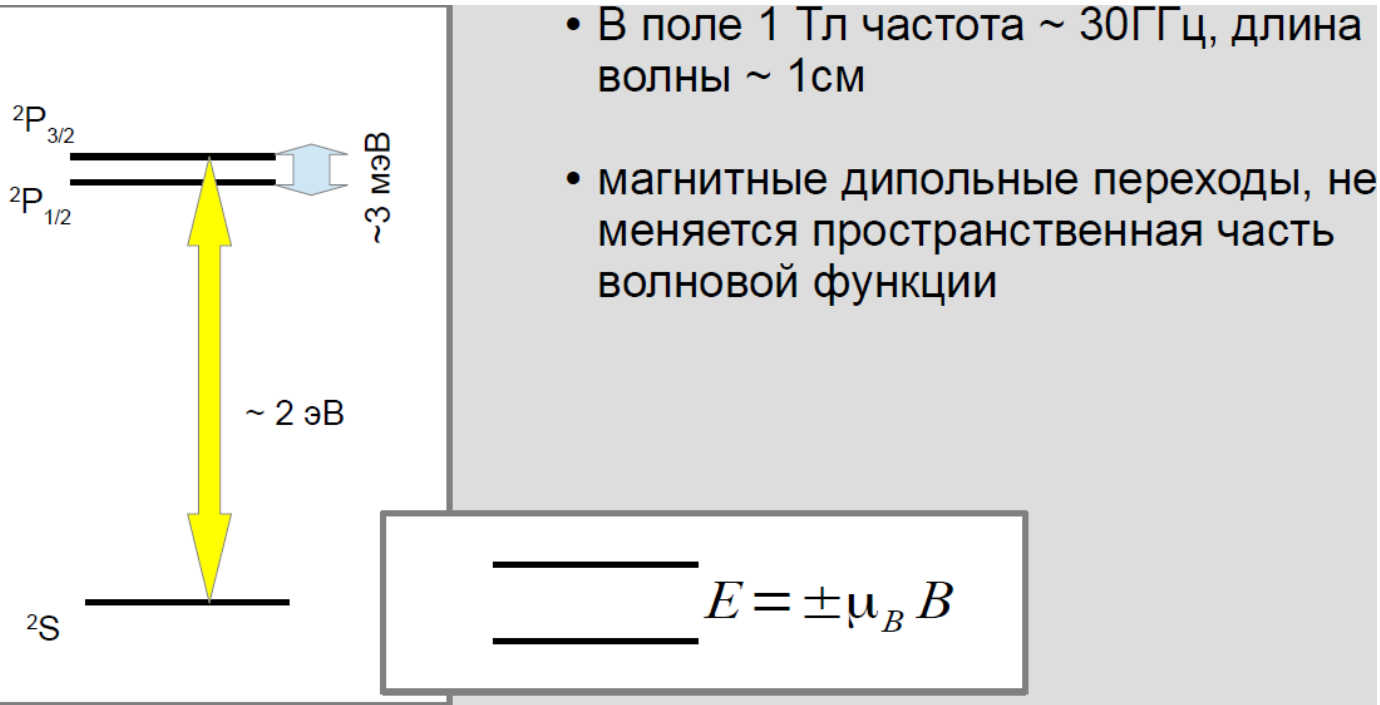 • В поле 1 Тл частота ~ 30ГГц, длина
волны ~ 1см
• магнитные дипольные переходы, не
меняется пространственная часть
волновой функции
²P₃/₂
²P₁/₂
~3 мэВ
~ 2 эВ
²S
E = ±μ_B B